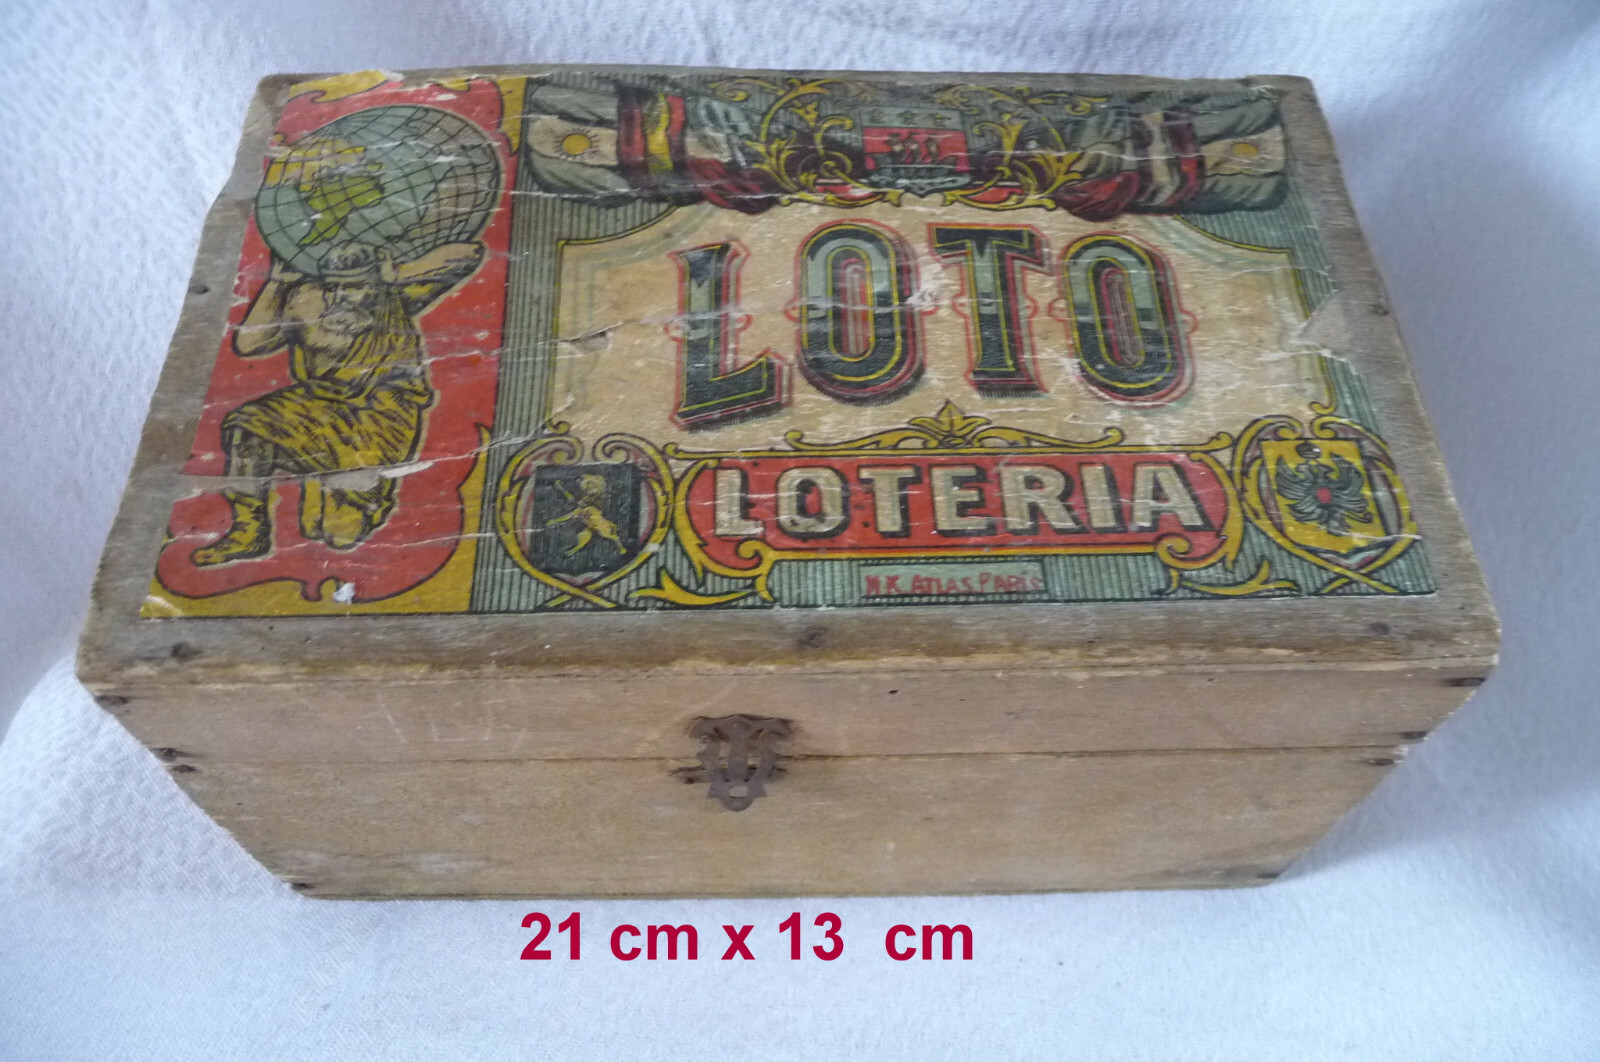 LOTO
LOTERIA
M.K. ATLAS PARIS
21 cm x 13 cm